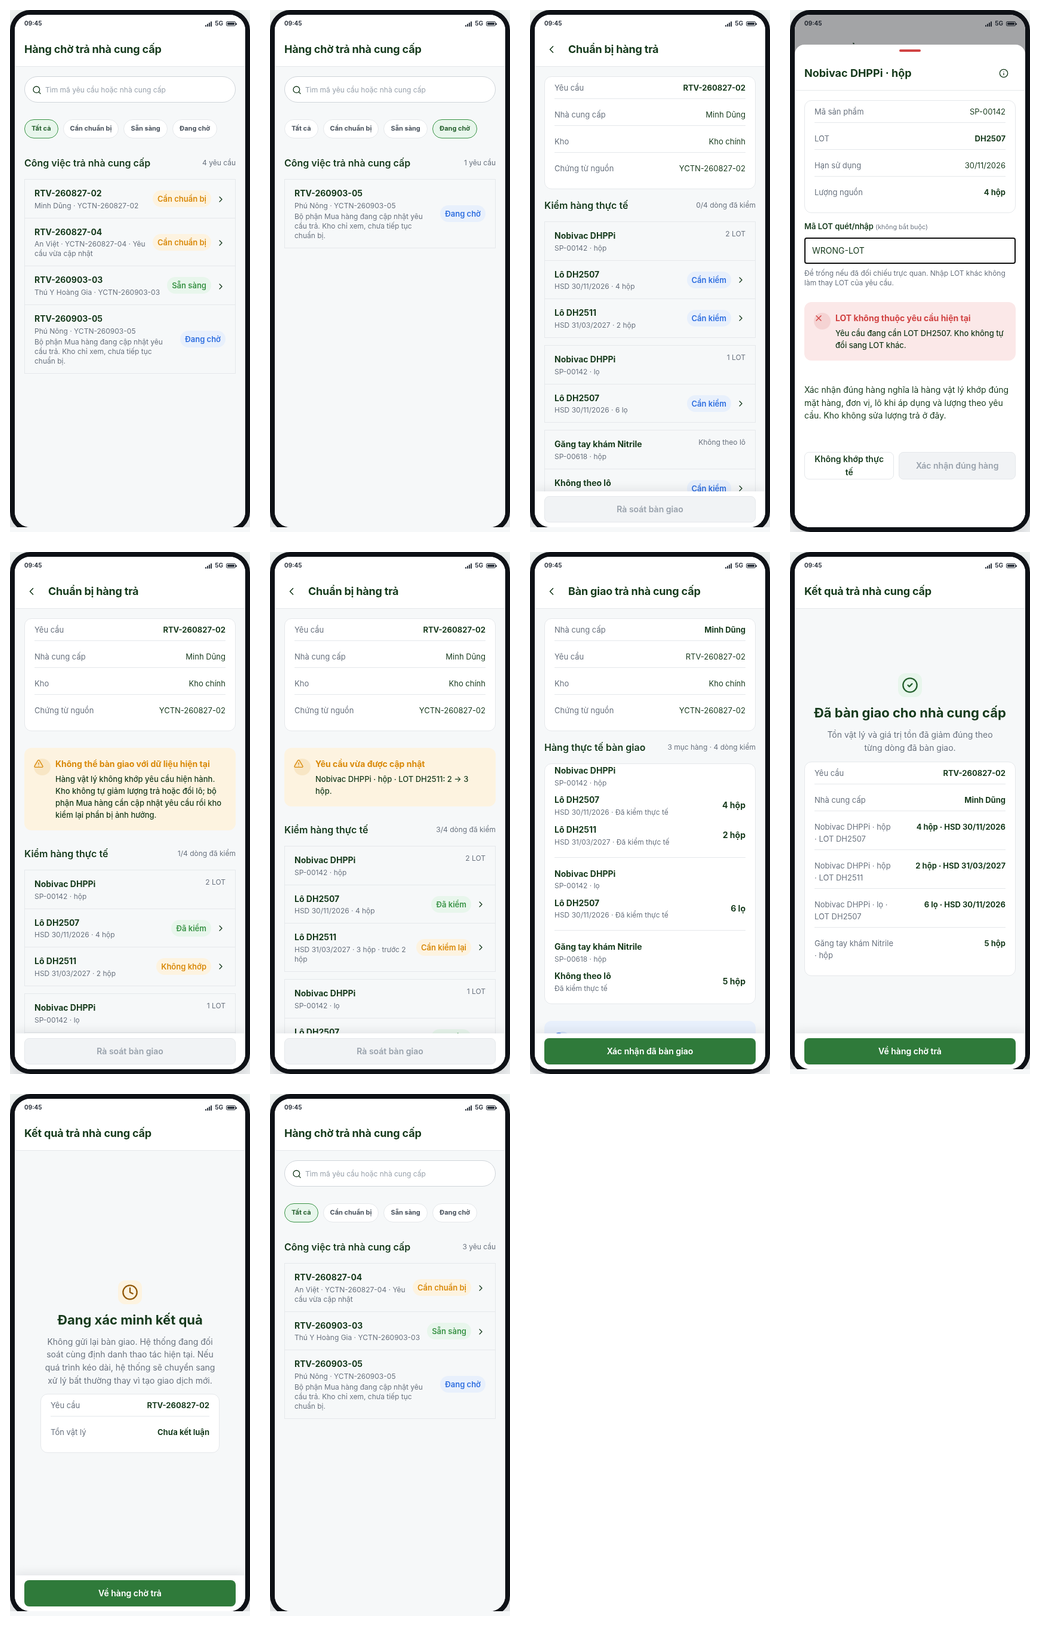 09:45
5G
Hàng chờ trả nhà cung cấp
Tìm mã yêu cầu hoặc nhà cung cấp
Tất cả
Cần chuẩn bị
Sẵn sàng
Đang chờ
Công việc trả nhà cung cấp
4 yêu cầu
RTV-260827-02
Minh Dũng · YCTN-260827-02
Cần chuẩn bị
RTV-260827-04
An Việt · YCTN-260827-04 · Yêu
cầu vừa cập nhật
Cần chuẩn bị
RTV-260903-03
Thú Y Hoàng Gia · YCTN-260903-03
Sẵn sàng
RTV-260903-05
Phú Nông · YCTN-260903-05
Bộ phận Mua hàng đang cập nhật yêu
cầu trả. Kho chỉ xem, chưa tiếp tục
chuẩn bị.
Đang chờ
09:45
5G
Hàng chờ trả nhà cung cấp
Tìm mã yêu cầu hoặc nhà cung cấp
Tất cả
Cần chuẩn bị
Sẵn sàng
Đang chờ
Công việc trả nhà cung cấp
1 yêu cầu
RTV-260903-05
Phú Nông · YCTN-260903-05
Bộ phận Mua hàng đang cập nhật yêu
cầu trả. Kho chỉ xem, chưa tiếp tục
chuẩn bị.
Đang chờ
09:45
5G
Chuẩn bị hàng trả
Yêu cầu
RTV-260827-02
Nhà cung cấp
Minh Dũng
Kho
Kho chính
Chứng từ nguồn
YCTN-260827-02
Kiểm hàng thực tế
0/4 dòng đã kiểm
Nobivac DHPPi
2 LOT
SP-00142 · hộp
Lô DH2507
HSD 30/11/2026 · 4 hộp
Cần kiểm
Lô DH2511
HSD 31/03/2027 · 2 hộp
Cần kiểm
Nobivac DHPPi
1 LOT
SP-00142 · lọ
Lô DH2507
HSD 30/11/2026 · 6 lọ
Cần kiểm
Găng tay khám Nitrile
Không theo lô
SP-00618 · hộp
Không theo lô
Cần kiểm
Rà soát bàn giao
09:45
5G
Nobivac DHPPi · hộp
Mã sản phẩm
SP-00142
LOT
DH2507
Hạn sử dụng
30/11/2026
Lượng nguồn
4 hộp
Mã LOT quét/nhập (không bắt buộc)
WRONG-LOT
Để trống nếu đã đối chiếu trực quan. Nhập LOT khác không
làm thay LOT của yêu cầu.
LOT không thuộc yêu cầu hiện tại
Yêu cầu đang cần LOT DH2507. Kho không tự
đổi sang LOT khác.
Xác nhận đúng hàng nghĩa là hàng vật lý khớp đúng
mặt hàng, đơn vị, lô khi áp dụng và lượng theo yêu
cầu. Kho không sửa lượng trả ở đây.
Không khớp thực
tế
Xác nhận đúng hàng
09:45
5G
Chuẩn bị hàng trả
Yêu cầu
RTV-260827-02
Nhà cung cấp
Minh Dũng
Kho
Kho chính
Chứng từ nguồn
YCTN-260827-02
Không thể bàn giao với dữ liệu hiện tại
Hàng vật lý không khớp yêu cầu hiện hành.
Kho không tự giảm lượng trả hoặc đổi lô; bộ
phận Mua hàng cần cập nhật yêu cầu rồi kho
kiểm lại phần bị ảnh hưởng.
Kiểm hàng thực tế
1/4 dòng đã kiểm
Nobivac DHPPi
2 LOT
SP-00142 · hộp
Lô DH2507
HSD 30/11/2026 · 4 hộp
Đã kiểm
Lô DH2511
HSD 31/03/2027 · 2 hộp
Không khớp
Nobivac DHPPi
1 LOT
SP-00142 · lọ
Rà soát bàn giao
09:45
5G
Chuẩn bị hàng trả
Yêu cầu
RTV-260827-02
Nhà cung cấp
Minh Dũng
Kho
Kho chính
Chứng từ nguồn
YCTN-260827-02
Yêu cầu vừa được cập nhật
Nobivac DHPPi · hộp · LOT DH2511: 2 → 3
hộp.
Kiểm hàng thực tế
3/4 dòng đã kiểm
Nobivac DHPPi
2 LOT
SP-00142 · hộp
Lô DH2507
HSD 30/11/2026 · 4 hộp
Đã kiểm
Lô DH2511
HSD 31/03/2027 · 3 hộp · trước 2
hộp
Cần kiểm lại
Nobivac DHPPi
1 LOT
SP-00142 · lọ
Lô DH2507
Rà soát bàn giao
09:45
5G
Bàn giao trả nhà cung cấp
Nhà cung cấp
Minh Dũng
Yêu cầu
RTV-260827-02
Kho
Kho chính
Chứng từ nguồn
YCTN-260827-02
Hàng thực tế bàn giao
3 mục hàng · 4 dòng kiểm
Nobivac DHPPi
SP-00142 · hộp
Lô DH2507
HSD 30/11/2026 · Đã kiểm thực tế
4 hộp
Lô DH2511
HSD 31/03/2027 · Đã kiểm thực tế
2 hộp
Nobivac DHPPi
SP-00142 · lọ
Lô DH2507
HSD 30/11/2026 · Đã kiểm thực tế
6 lọ
Găng tay khám Nitrile
SP-00618 · hộp
Không theo lô
Đã kiểm thực tế
5 hộp
Xác nhận đã bàn giao
09:45
5G
Kết quả trả nhà cung cấp
Đã bàn giao cho nhà cung cấp
Tồn vật lý và giá trị tồn đã giảm đúng theo
từng dòng đã bàn giao.
Yêu cầu
RTV-260827-02
Nhà cung cấp
Minh Dũng
Nobivac DHPPi · hộp
· LOT DH2507
4 hộp · HSD 30/11/2026
Nobivac DHPPi · hộp
· LOT DH2511
2 hộp · HSD 31/03/2027
Nobivac DHPPi · lọ ·
LOT DH2507
6 lọ · HSD 30/11/2026
Găng tay khám Nitrile
· hộp
5 hộp
Về hàng chờ trả
09:45
5G
Kết quả trả nhà cung cấp
Đang xác minh kết quả
Không gửi lại bàn giao. Hệ thống đang đối
soát cùng định danh thao tác hiện tại. Nếu
quá trình kéo dài, hệ thống sẽ chuyển sang
xử lý bất thường thay vì tạo giao dịch mới.
Yêu cầu
RTV-260827-02
Tồn vật lý
Chưa kết luận
Về hàng chờ trả
09:45
5G
Hàng chờ trả nhà cung cấp
Tìm mã yêu cầu hoặc nhà cung cấp
Tất cả
Cần chuẩn bị
Sẵn sàng
Đang chờ
Công việc trả nhà cung cấp
3 yêu cầu
RTV-260827-04
An Việt · YCTN-260827-04 · Yêu
cầu vừa cập nhật
Cần chuẩn bị
RTV-260903-03
Thú Y Hoàng Gia · YCTN-260903-03
Sẵn sàng
RTV-260903-05
Phú Nông · YCTN-260903-05
Bộ phận Mua hàng đang cập nhật yêu
cầu trả. Kho chỉ xem, chưa tiếp tục
chuẩn bị.
Đang chờ